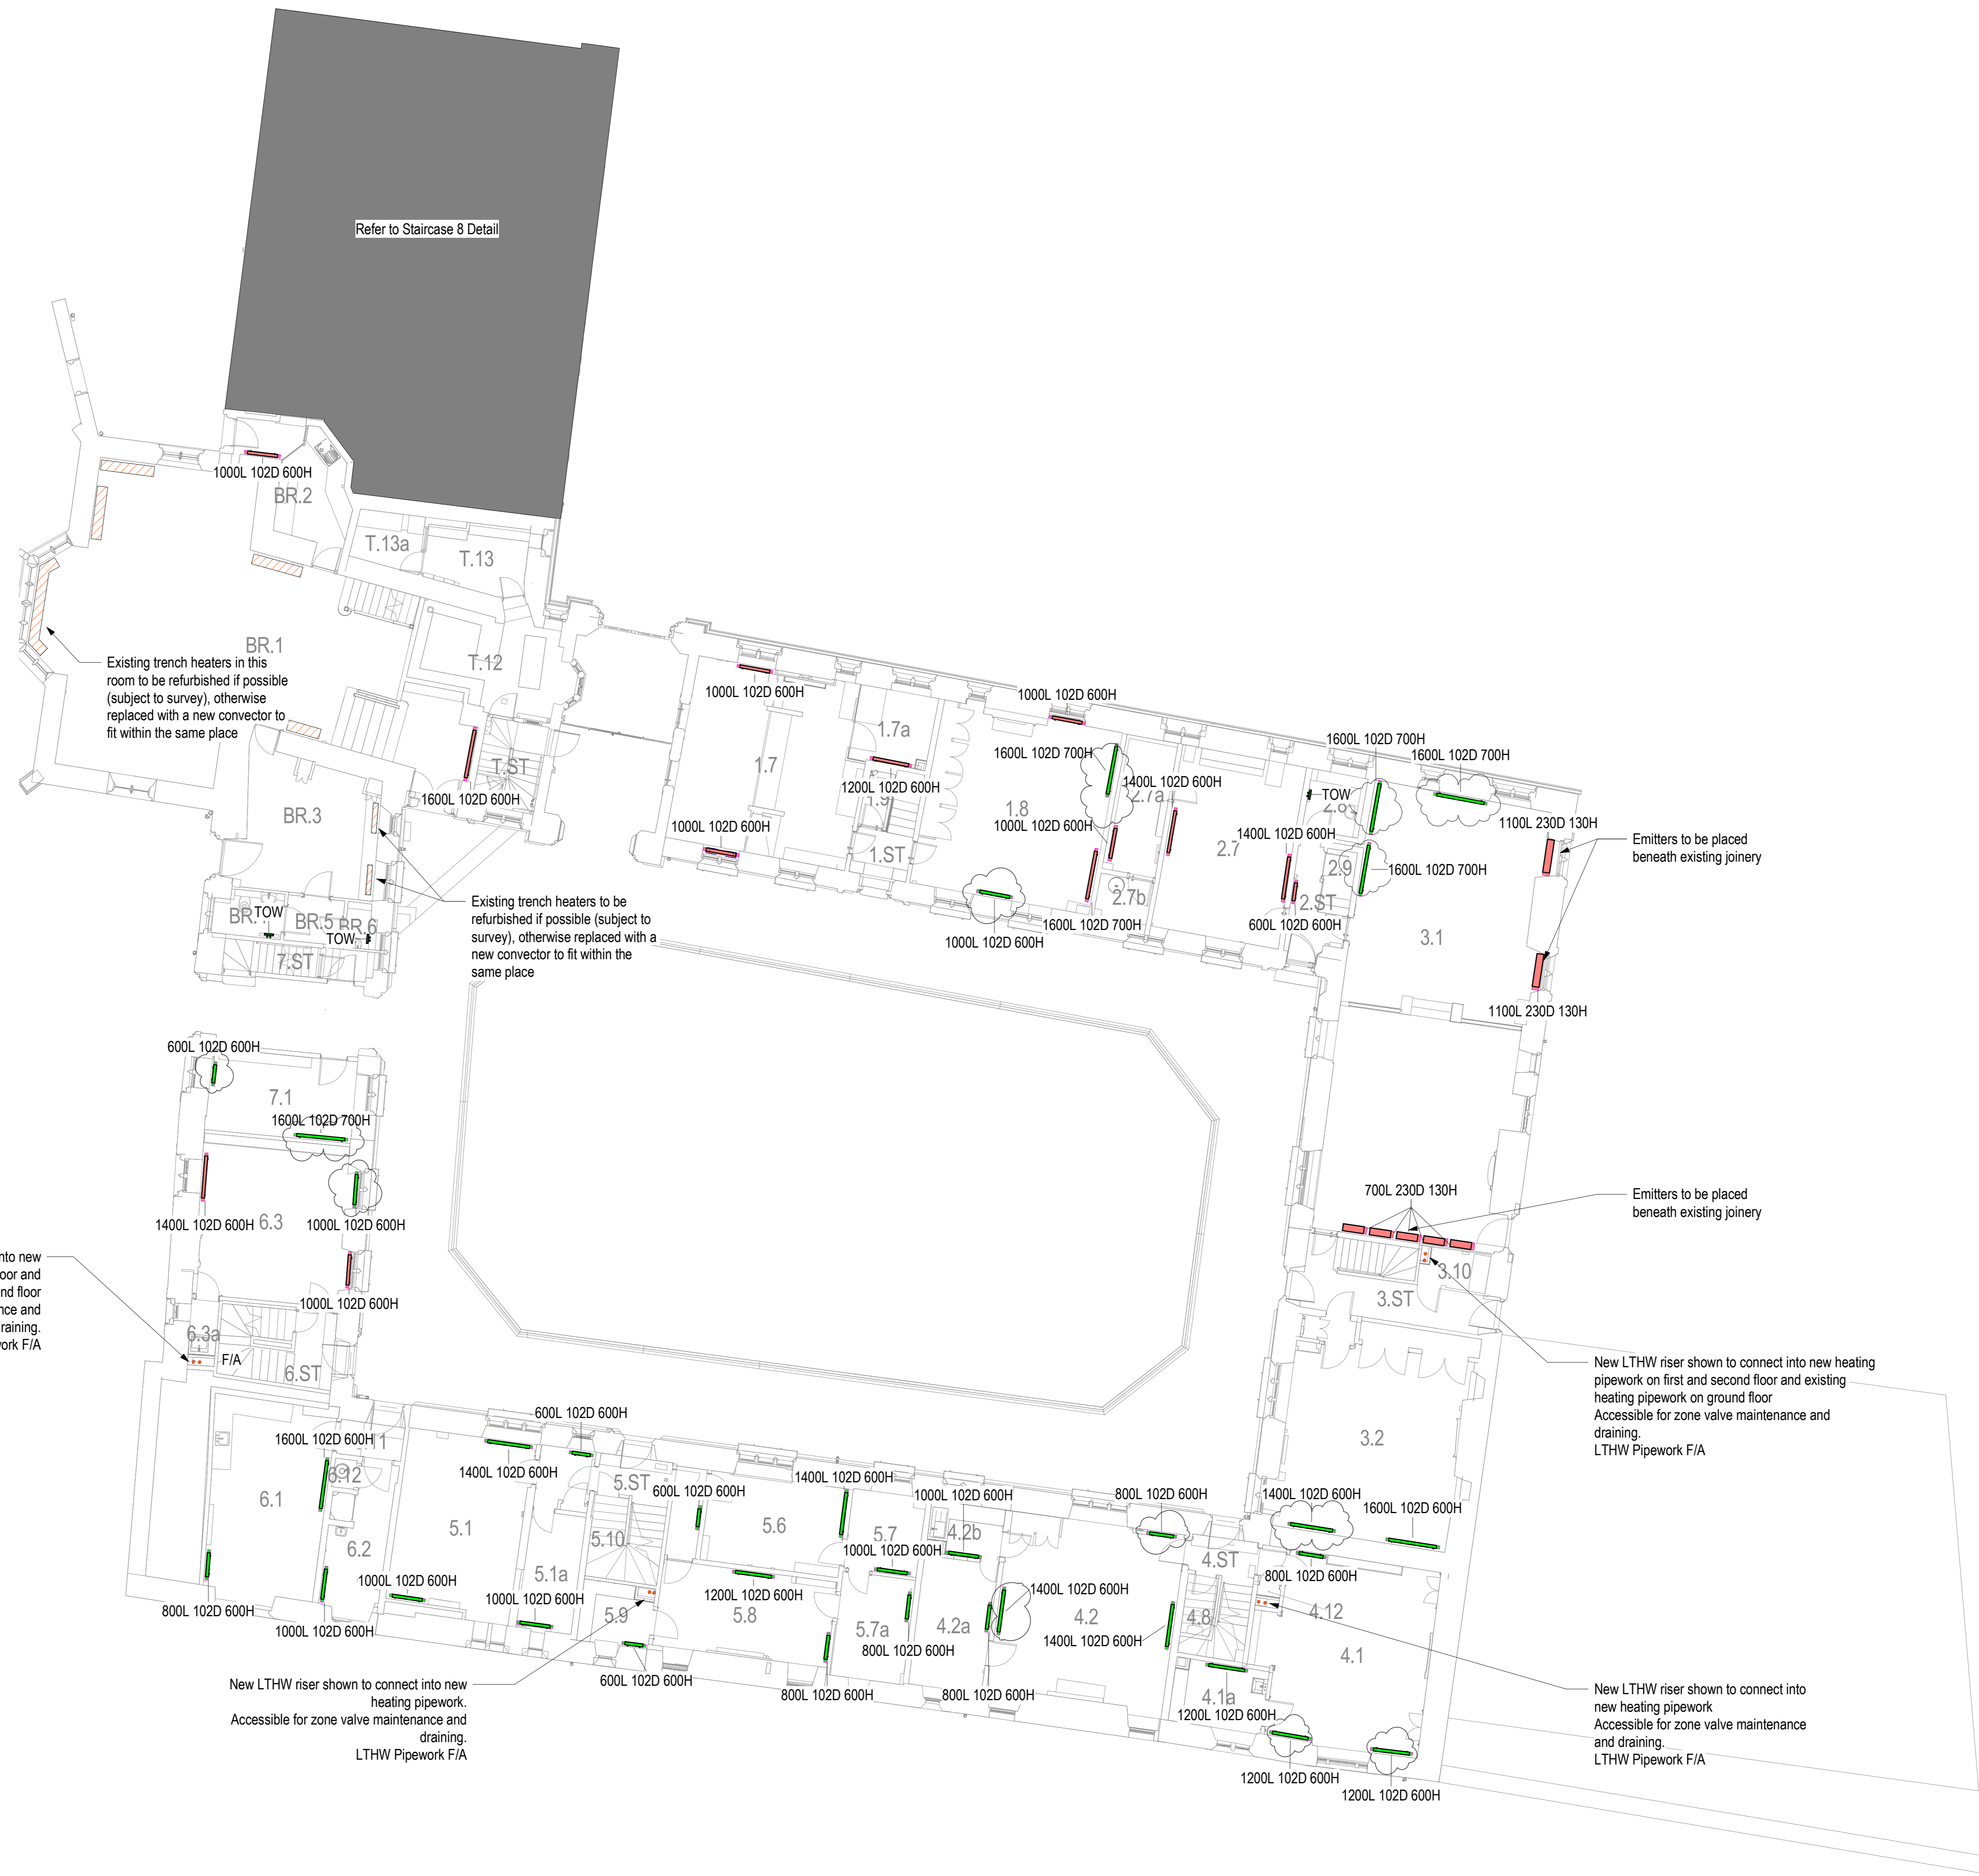 Refer to Staircase 8 Detail
1000L 102D 600H
BR.2
T.13a
T.13
BR.1
Existing trench heaters in this
room to be refurbished if possible
(subject to survey), otherwise
replaced with a new convector to
fit within the same place
T.12
T.ST
1600L 102D 600H
BR.3
Existing trench heaters to be
refurbished if possible (subject to
survey), otherwise replaced with a
new convector to fit within the
same place
BR.
TOW
BR.5
BR.6
TOW
7.ST
1000L 102D 600H
1.7
1.7a
1200L 102D 600H
1.9
1000L 102D 600H
1.ST
1000L 102D 600H
1600L 102D 700H
1.8
1400L 102D 600H
2.7a
1000L 102D 600H
2.7
2.7b
1600L 102D 700H
1000L 102D 600H
1600L 102D 700H
1600L 102D 700H
TOW
2.8
1400L 102D 600H
2.9
1600L 102D 700H
2.ST
600L 102D 600H
1100L 230D 130H
Emitters to be placed
beneath existing joinery
3.1
1100L 230D 130H
700L 230D 130H
Emitters to be placed
beneath existing joinery
3.10
3.ST
New LTHW riser shown to connect into new heating
pipework on first and second floor and existing
heating pipework on ground floor
Accessible for zone valve maintenance and
draining.
LTHW Pipework F/A
3.2
1400L 102D 600H
1600L 102D 600H
600L 102D 600H
7.1
1600L 102D 700H
1400L 102D 600H
6.3
1000L 102D 600H
1000L 102D 600H
nto new
oor and
nd floor
nce and
raining.
ork F/A
6.3a
F/A
6.ST
1600L 102D 600H
11
6.12
6.1
6.2
800L 102D 600H
1000L 102D 600H
1400L 102D 600H
600L 102D 600H
5.1
1000L 102D 600H
5.1a
1000L 102D 600H
5.ST
5.10
600L 102D 600H
5.9
600L 102D 600H
New LTHW riser shown to connect into new
heating pipework.
Accessible for zone valve maintenance and
draining.
LTHW Pipework F/A
5.6
1400L 102D 600H
5.7
1000L 102D 600H
1200L 102D 600H
5.8
5.7a
800L 102D 600H
800L 102D 600H
1000L 102D 600H
4.2b
4.2a
1400L 102D 600H
4.2
800L 102D 600H
800L 102D 600H
1400L 102D 600H
4.ST
4.8
800L 102D 600H
4.12
4.1
4.1a
1200L 102D 600H
1200L 102D 600H
1200L 102D 600H
New LTHW riser shown to connect into
new heating pipework
Accessible for zone valve maintenance
and draining.
LTHW Pipework F/A